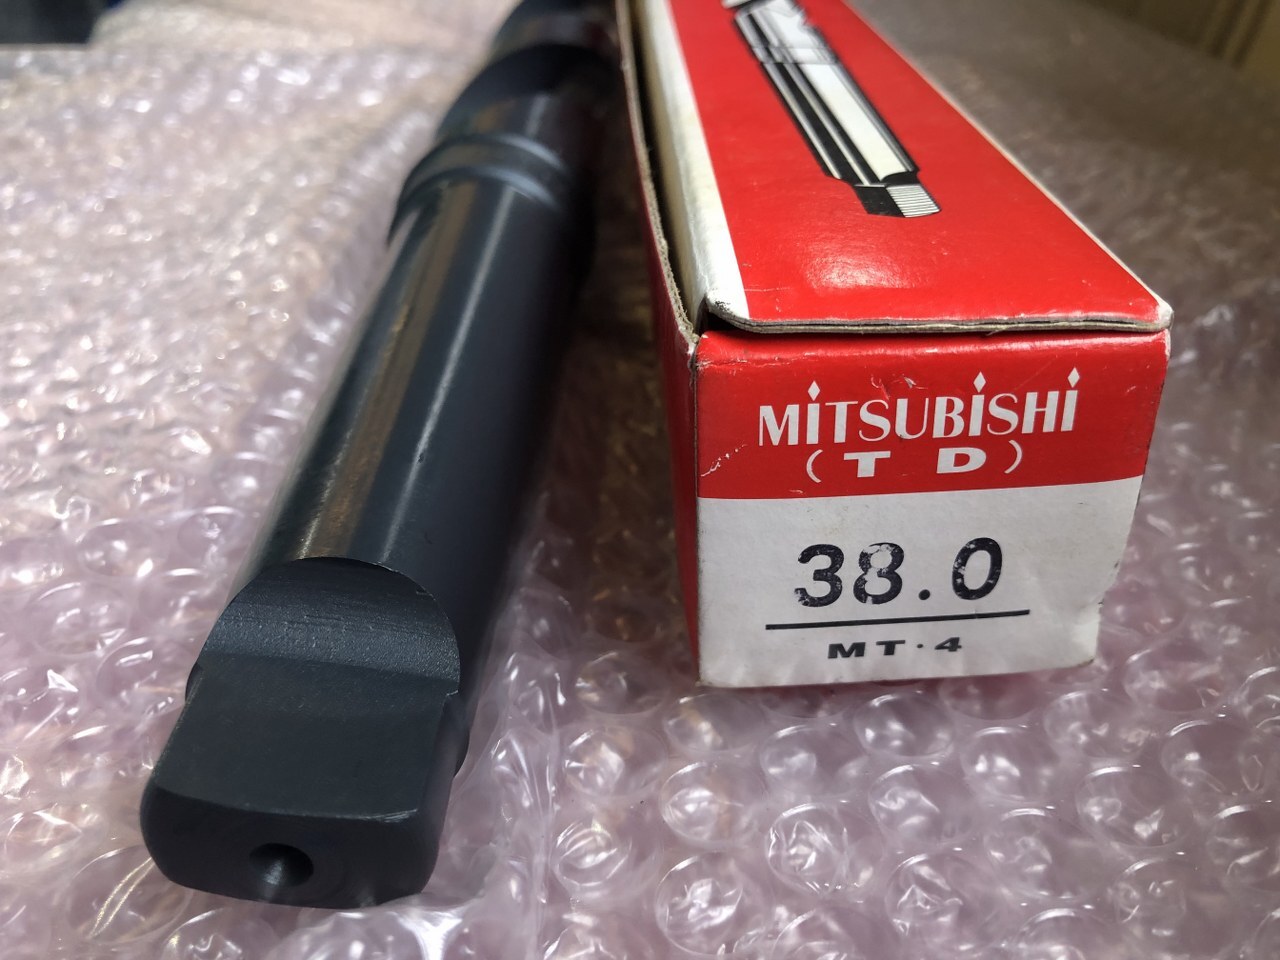 MITSUBISHI
(T D)
38.0
MT·4